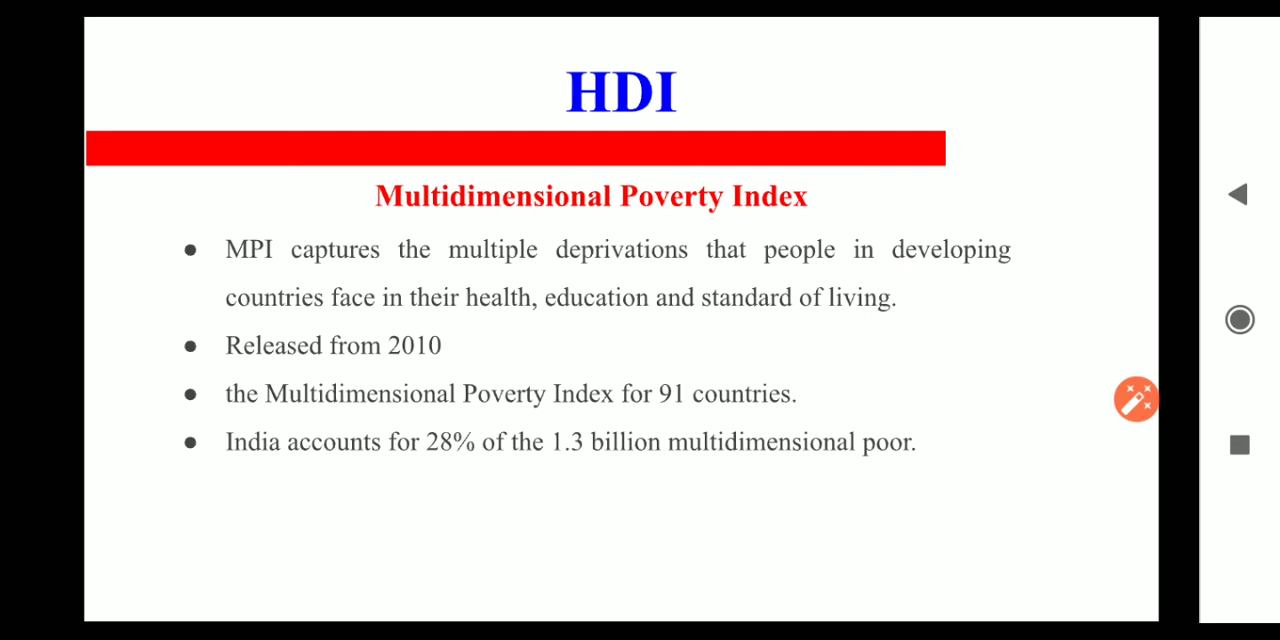 HDI
Multidimensional Poverty Index
● MPI captures the multiple deprivations that people in developing
countries face in their health, education and standard of living.
● Released from 2010
● the Multidimensional Poverty Index for 91 countries.
● India accounts for 28% of the 1.3 billion multidimensional poor.